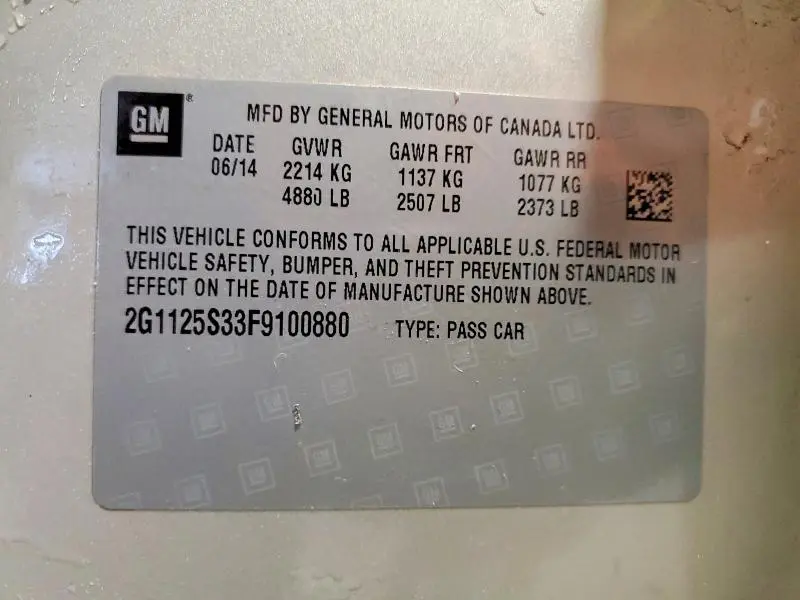 GM®
MFD BY GENERAL MOTORS OF CANADA LTD.
DATE GVWR GAWR FRT GAWR RR
06/14 2214 KG 1137 KG 1077 KG
4880 LB 2507 LB 2373 LB
THIS VEHICLE CONFORMS TO ALL APPLICABLE U.S. FEDERAL MOTOR
VEHICLE SAFETY, BUMPER, AND THEFT PREVENTION STANDARDS IN
EFFECT ON THE DATE OF MANUFACTURE SHOWN ABOVE.
2G1125S33F9100880 TYPE: PASS CAR